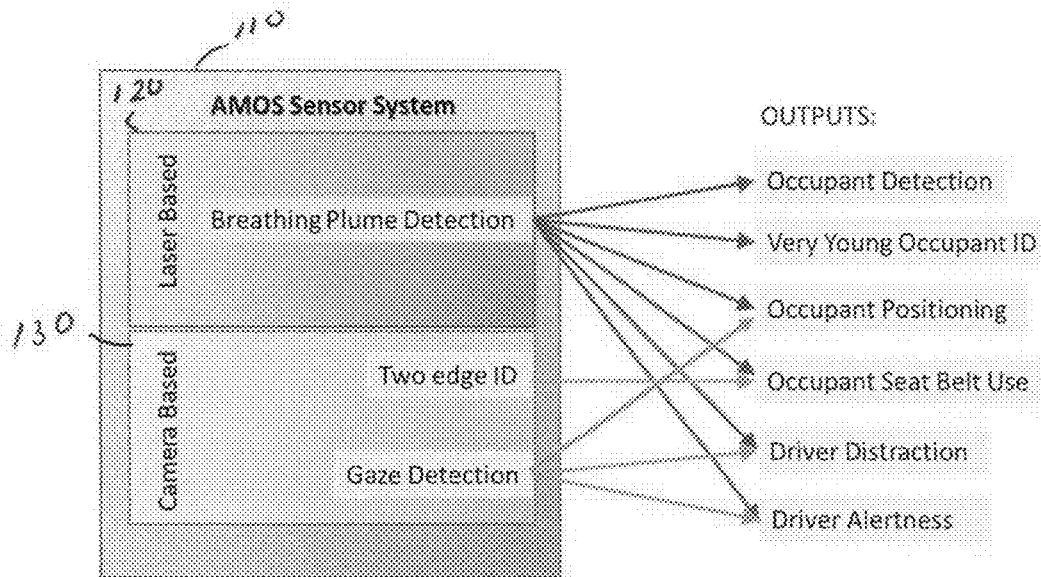 110
120
AMOS Sensor System
OUTPUTS:
Laser Based
Breathing Plume Detection
Occupant Detection
Very Young Occupant ID
Occupant Positioning
130
Camera Based
Two edge ID
Occupant Seat Belt Use
Gaze Detection
Driver Distraction
Driver Alertness